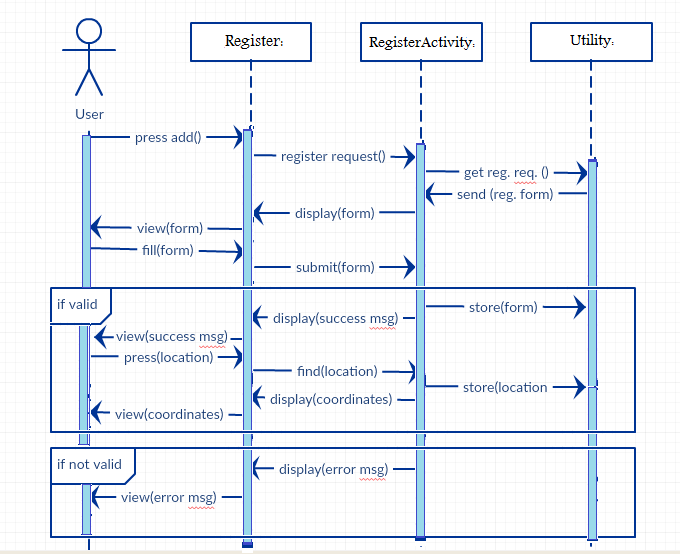 Register:
RegisterActivity:
Utility:
User
press add()
register request()
get reg. req. ()
send (reg. form)
display(form)
view(form)
fill(form)
submit(form)
if valid
store(form)
display(success msg)
view(success msg)
press(location)
find(location)
store(location
display(coordinates)
view(coordinates)
if not valid
display(error msg)
view(error msg)